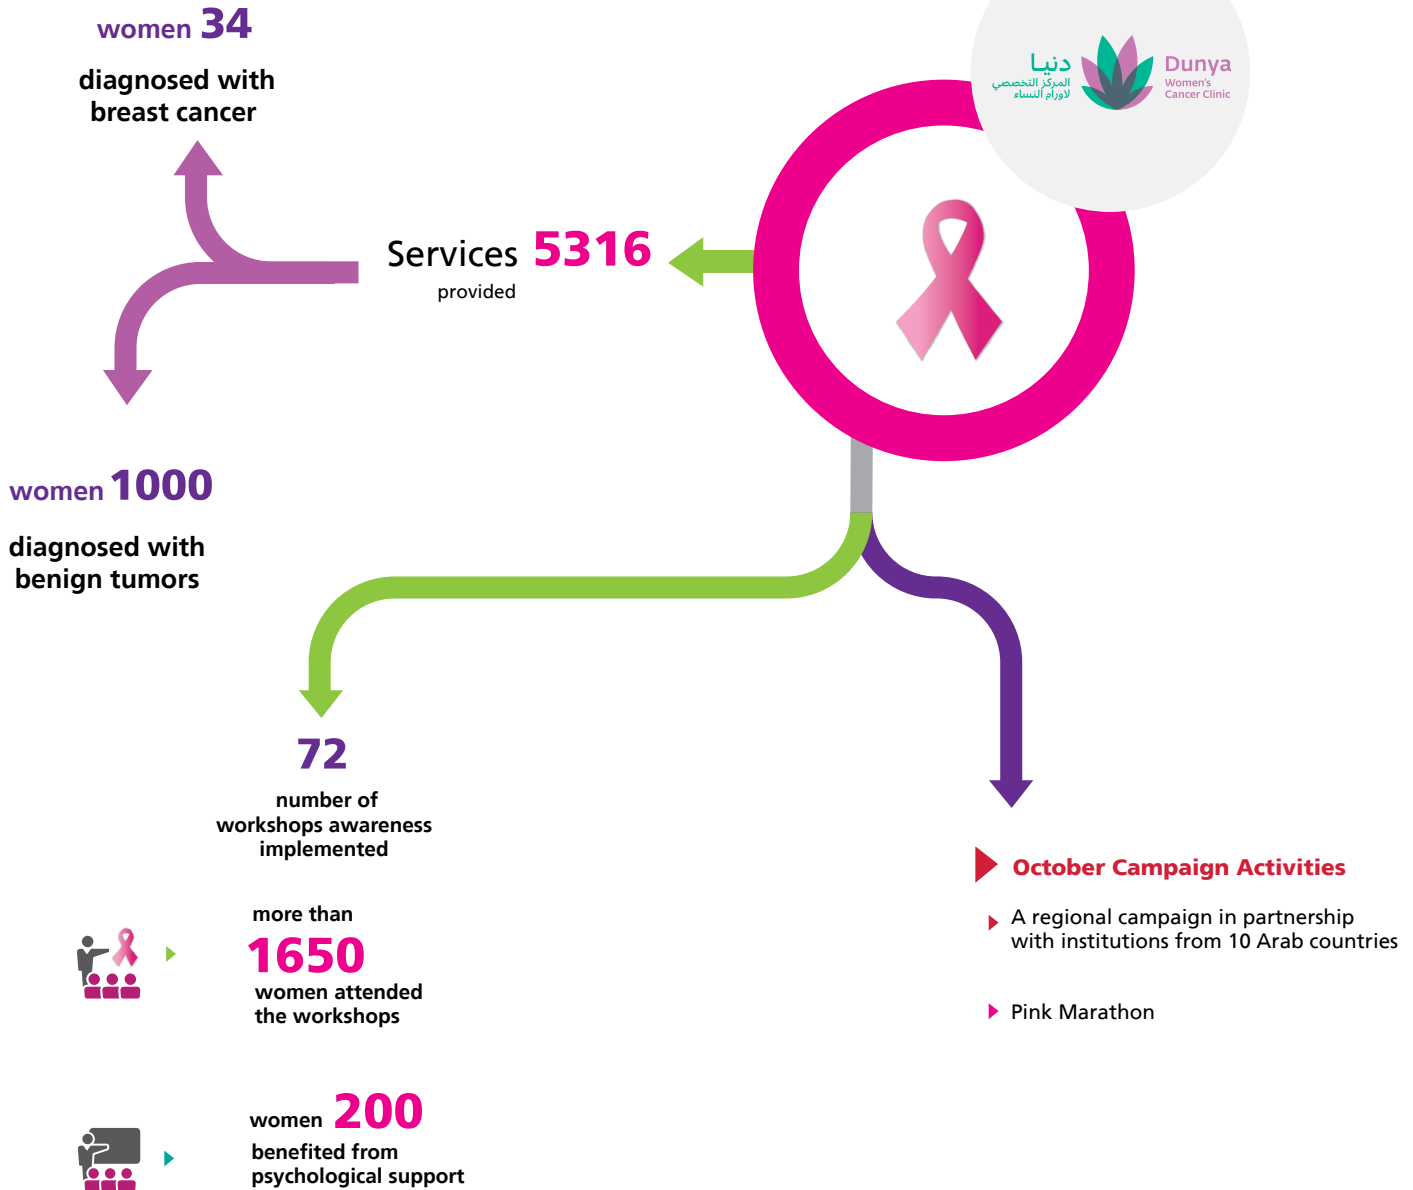 women 34
diagnosed with
breast cancer
دنيا
المركز التخصصي
لاورام النساء
Dunya
Women's
Cancer Clinic
Services 5316
provided
women 1000
diagnosed with
benign tumors
72
number of
workshops awareness
implemented
more than
1650
women attended
the workshops
women 200
benefited from
psychological support
October Campaign Activities
A regional campaign in partnership
with institutions from 10 Arab countries
Pink Marathon